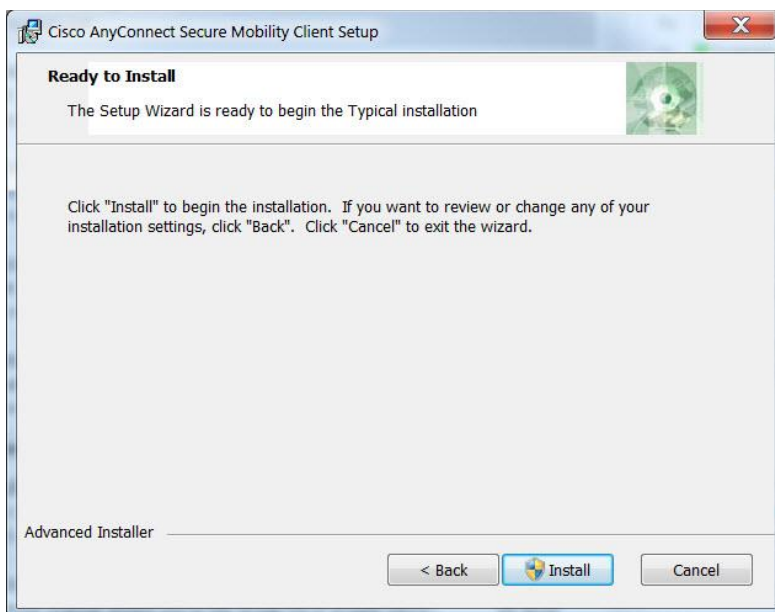 Cisco AnyConnect Secure Mobility Client Setup
Ready to Install
The Setup Wizard is ready to begin the Typical installation
Click "Install" to begin the installation.  If you want to review or change any of your
installation settings, click "Back".  Click "Cancel" to exit the wizard.
Advanced Installer
< Back Install Cancel